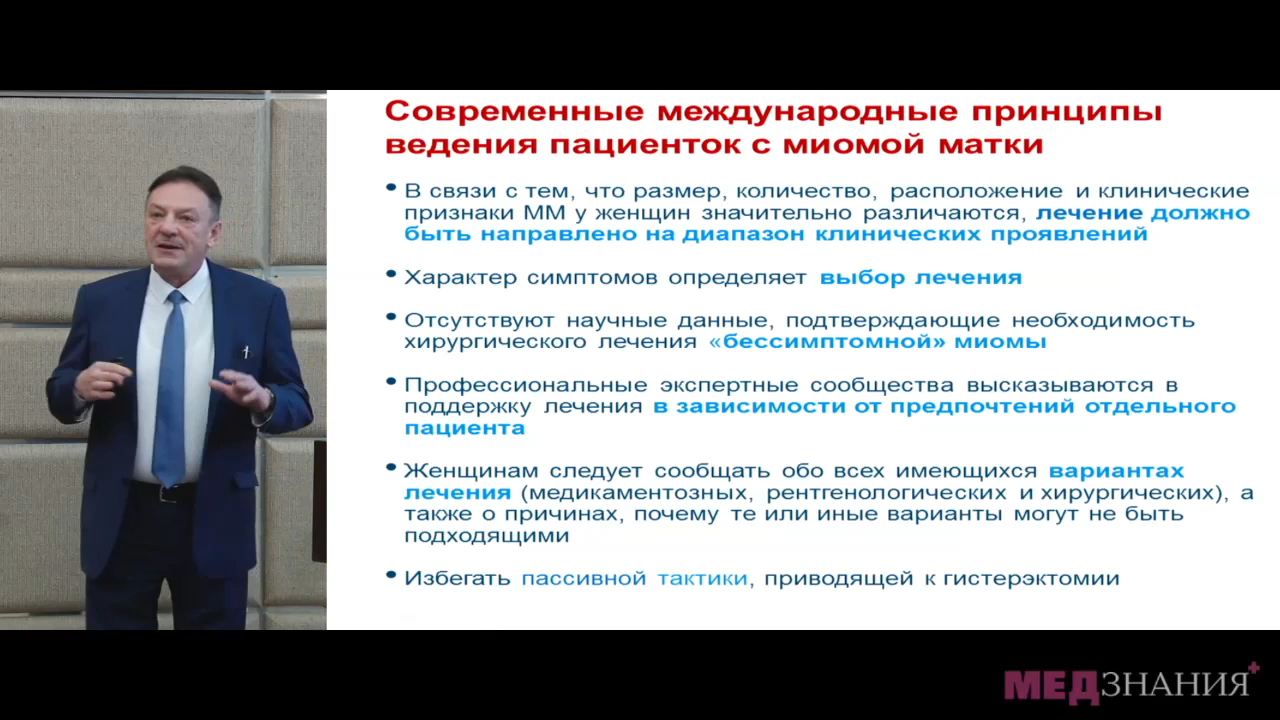 Современные международные принципы
ведения пациенток с миомой матки
• В связи с тем, что размер, количество, расположение и клинические
признаки ММ у женщин значительно различаются, лечение должно
быть направлено на диапазон клинических проявлений
• Характер симптомов определяет выбор лечения
• Отсутствуют научные данные, подтверждающие необходимость
хирургического лечения «бессимптомной» миомы
• Профессиональные экспертные сообщества высказываются в
поддержку лечения в зависимости от предпочтений отдельного
пациента
• Женщинам следует сообщать обо всех имеющихся вариантах
лечения (медикаментозных, рентгенологических и хирургических), а
также о причинах, почему те или иные варианты могут не быть
подходящими
• Избегать пассивной тактики, приводящей к гистерэктомии
МЕДЗНАНИЯ+